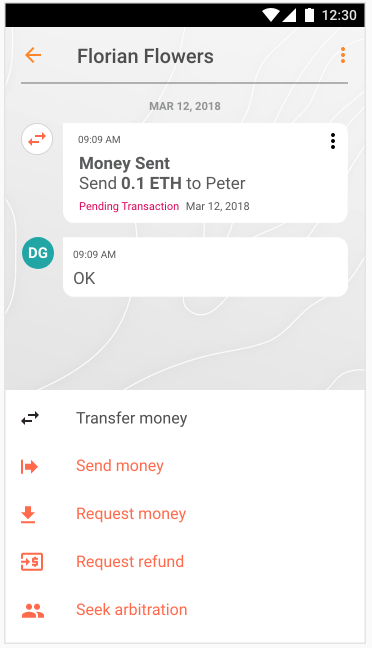 12:30
Florian Flowers
MAR 12, 2018
09:09 AM
Money Sent
Send 0.1 ETH to Peter
Pending Transaction Mar 12, 2018
DG
09:09 AM
OK
Transfer money
Send money
Request money
Request refund
Seek arbitration